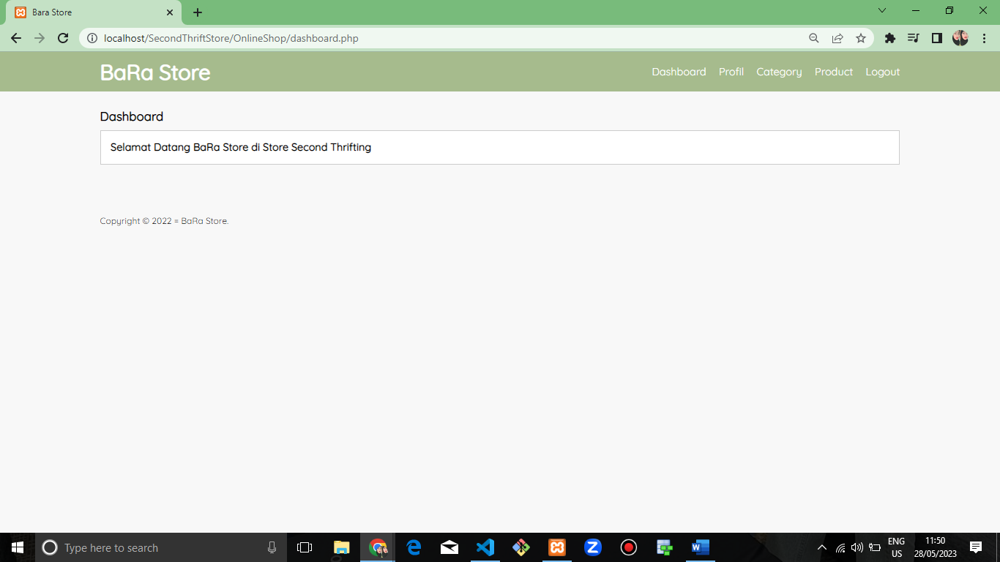 Bara Store
localhost/SecondThriftStore/OnlineShop/dashboard.php
BaRa Store
Dashboard Profil Category Product Logout
Dashboard
Selamat Datang BaRa Store di Store Second Thrifting
Copyright © 2022 = BaRa Store.
Type here to search
ENG
US
11:50
28/05/2023